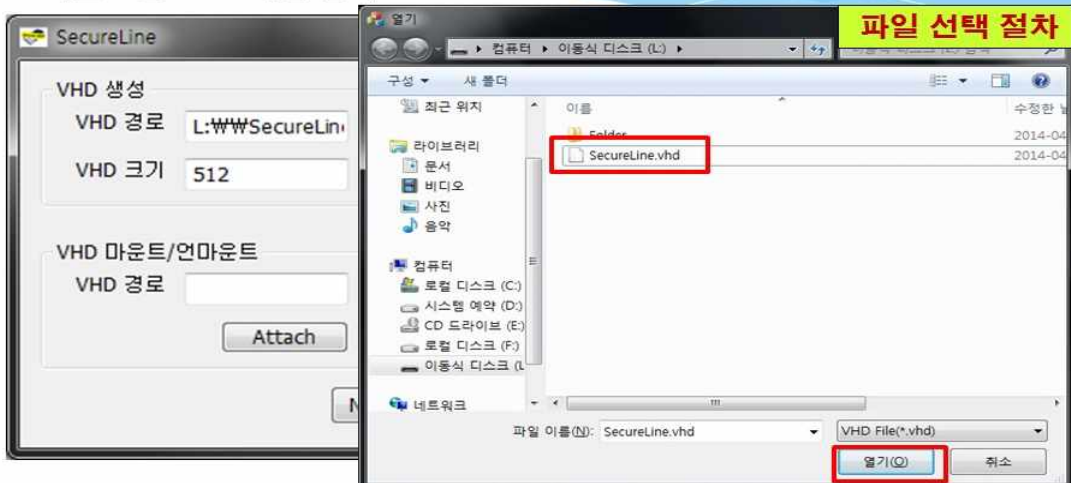 SecureLine
VHD 생성
VHD 경로 L:₩₩SecureLin
VHD 크기 512
VHD 마운트/언마운트
VHD 경로
Attach
N
열기
파일 선택 절차
컴퓨터 ▸ 이동식 디스크 (L:) ▸
구성 새 폴더
최근 위치
라이브러리
문서
비디오
사진
음악
컴퓨터
로컬 디스크 (C:)
시스템 예약 (D:)
CD 드라이브 (E:)
로컬 디스크 (F:)
이동식 디스크 (L
네트워크
이름 수정한
Folder 2014-04
SecureLine.vhd 2014-04
파일 이름(N): SecureLine.vhd VHD File(*.vhd)
열기(O) 취소